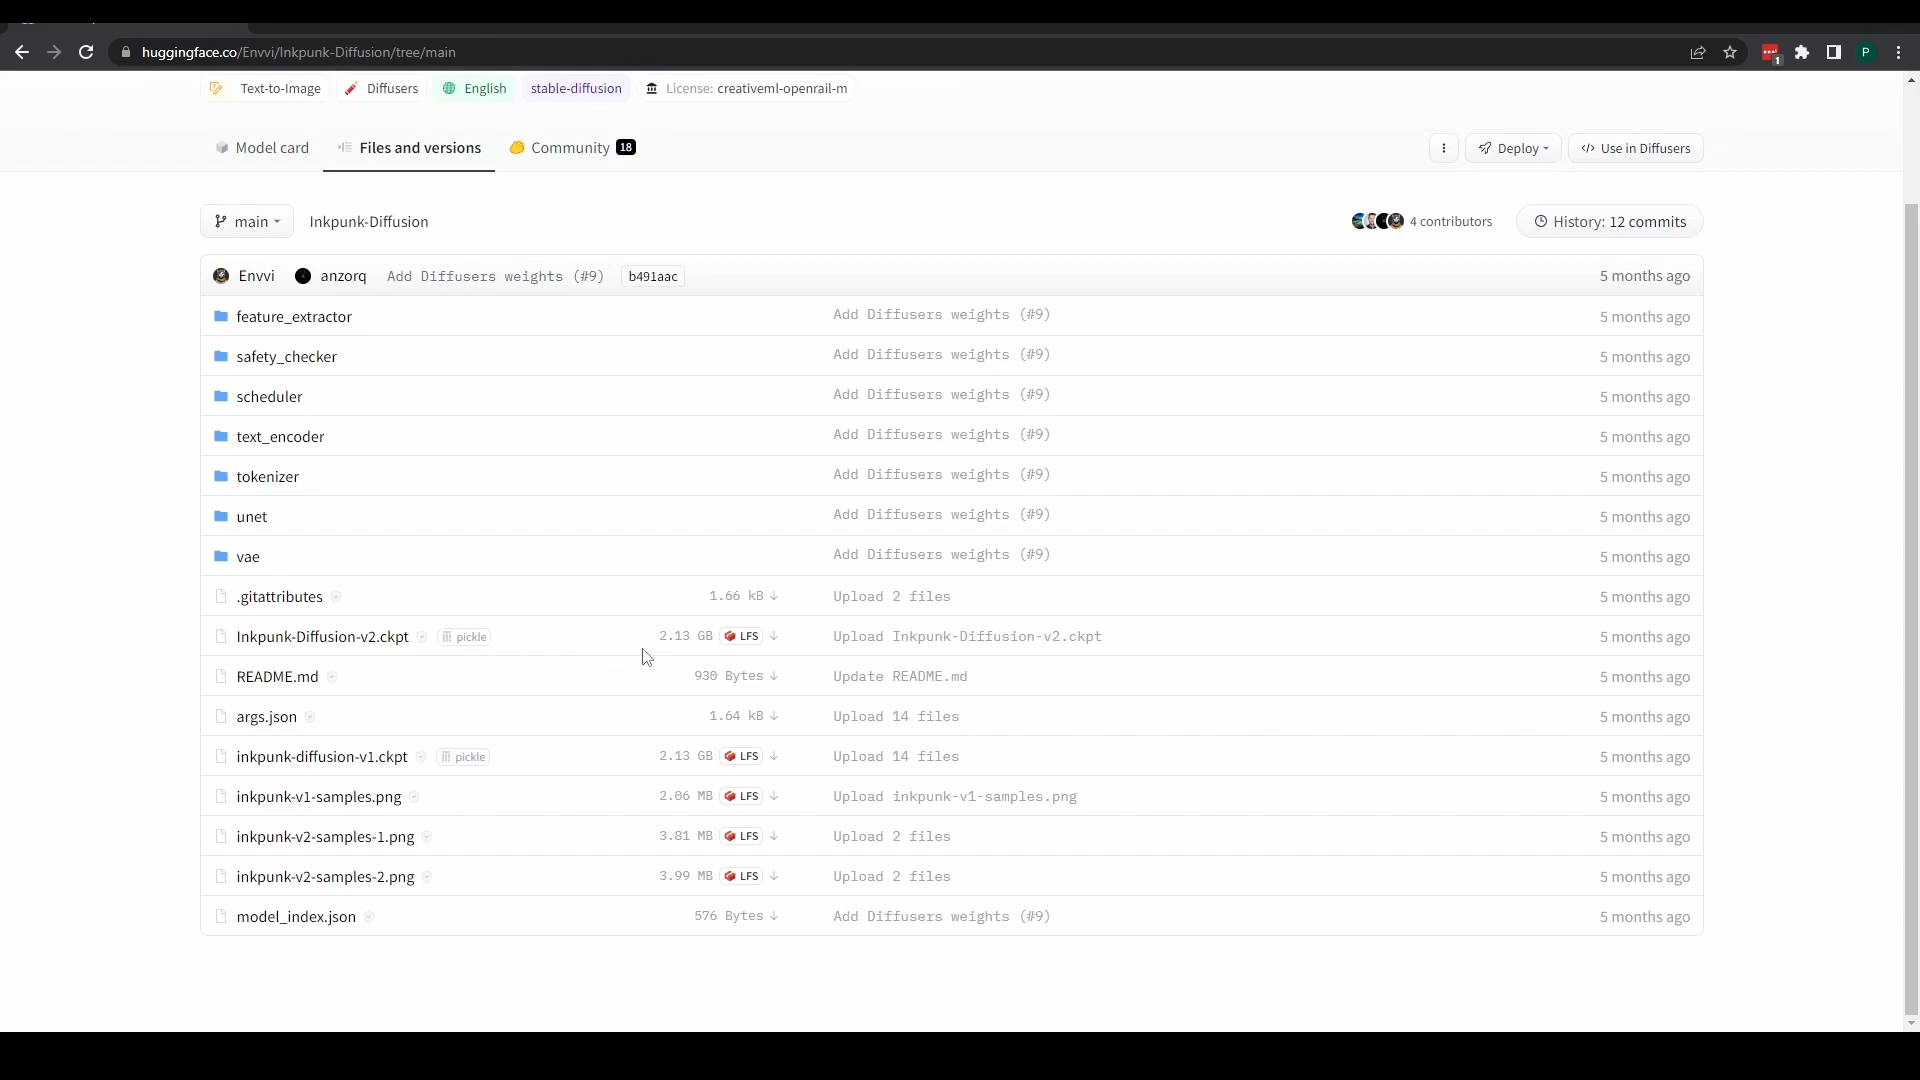 huggingface.co/Envvi/Inkpunk-Diffusion/tree/main 1 P
Text-to-Image Diffusers English stable-diffusion License: creativeml-openrail-m
Model card Files and versions Community 18 Deploy Use in Diffusers
main Inkpunk-Diffusion 4 contributors History: 12 commits
Envvi anzorq Add Diffusers weights (#9) b491aac 5 months ago
feature_extractor Add Diffusers weights (#9) 5 months ago
safety_checker Add Diffusers weights (#9) 5 months ago
scheduler Add Diffusers weights (#9) 5 months ago
text_encoder Add Diffusers weights (#9) 5 months ago
tokenizer Add Diffusers weights (#9) 5 months ago
unet Add Diffusers weights (#9) 5 months ago
vae Add Diffusers weights (#9) 5 months ago
.gitattributes 1.66 kB Upload 2 files 5 months ago
Inkpunk-Diffusion-v2.ckpt pickle 2.13 GB LFS Upload Inkpunk-Diffusion-v2.ckpt 5 months ago
README.md 930 Bytes Update README.md 5 months ago
args.json 1.64 kB Upload 14 files 5 months ago
inkpunk-diffusion-v1.ckpt pickle 2.13 GB LFS Upload 14 files 5 months ago
inkpunk-v1-samples.png 2.06 MB LFS Upload inkpunk-v1-samples.png 5 months ago
inkpunk-v2-samples-1.png 3.81 MB LFS Upload 2 files 5 months ago
inkpunk-v2-samples-2.png 3.99 MB LFS Upload 2 files 5 months ago
model_index.json 576 Bytes Add Diffusers weights (#9) 5 months ago